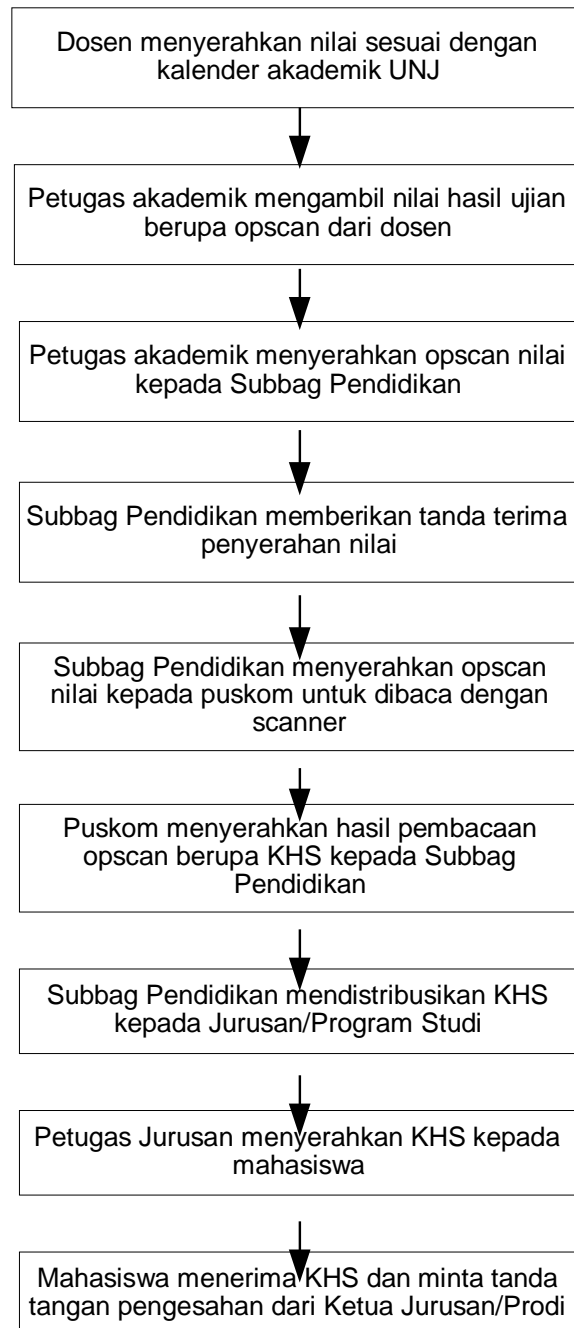 Dosen menyerahkan nilai sesuai dengan
kalender akademik UNJ
Petugas akademik mengambil nilai hasil ujian
berupa opscan dari dosen
Petugas akademik menyerahkan opscan nilai
kepada Subbag Pendidikan
Subbag Pendidikan memberikan tanda terima
penyerahan nilai
Subbag Pendidikan menyerahkan opscan
nilai kepada puskom untuk dibaca dengan
scanner
Puskom menyerahkan hasil pembacaan
opscan berupa KHS kepada Subbag
Pendidikan
Subbag Pendidikan mendistribusikan KHS
kepada Jurusan/Program Studi
Petugas Jurusan menyerahkan KHS kepada
mahasiswa
Mahasiswa menerima KHS dan minta tanda
tangan pengesahan dari Ketua Jurusan/Prodi